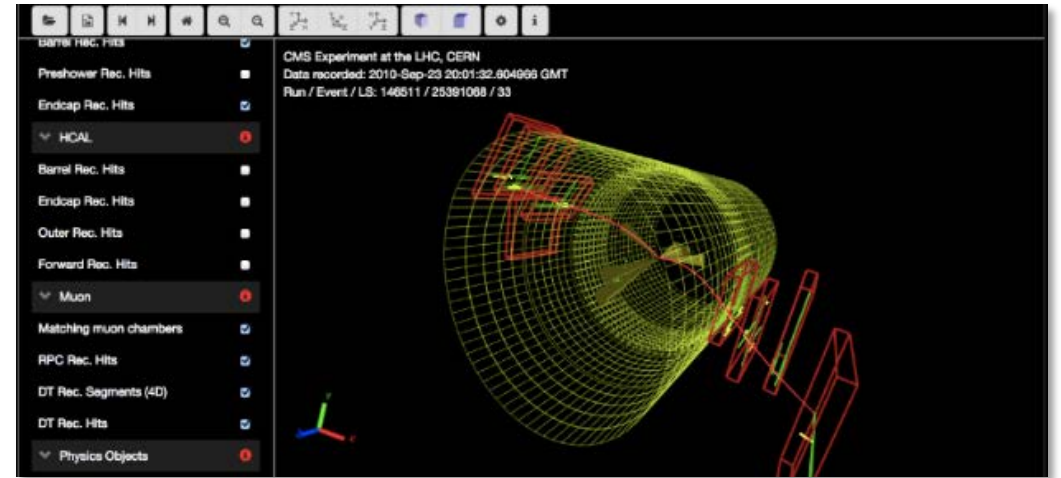 Barrel Rec. Hits
Preshower Rec. Hits
Endcap Rec. Hits
HCAL
Barrel Rec. Hits
Endcap Rec. Hits
Outer Rec. Hits
Forward Rec. Hits
Muon
Matching muon chambers
RPC Rec. Hits
DT Rec. Segments (4D)
DT Rec. Hits
Physics Objects
CMS Experiment at the LHC, CERN
Data recorded: 2010-Sep-23 20:01:32.604966 GMT
Run / Event / LS: 146511 / 25391068 / 33